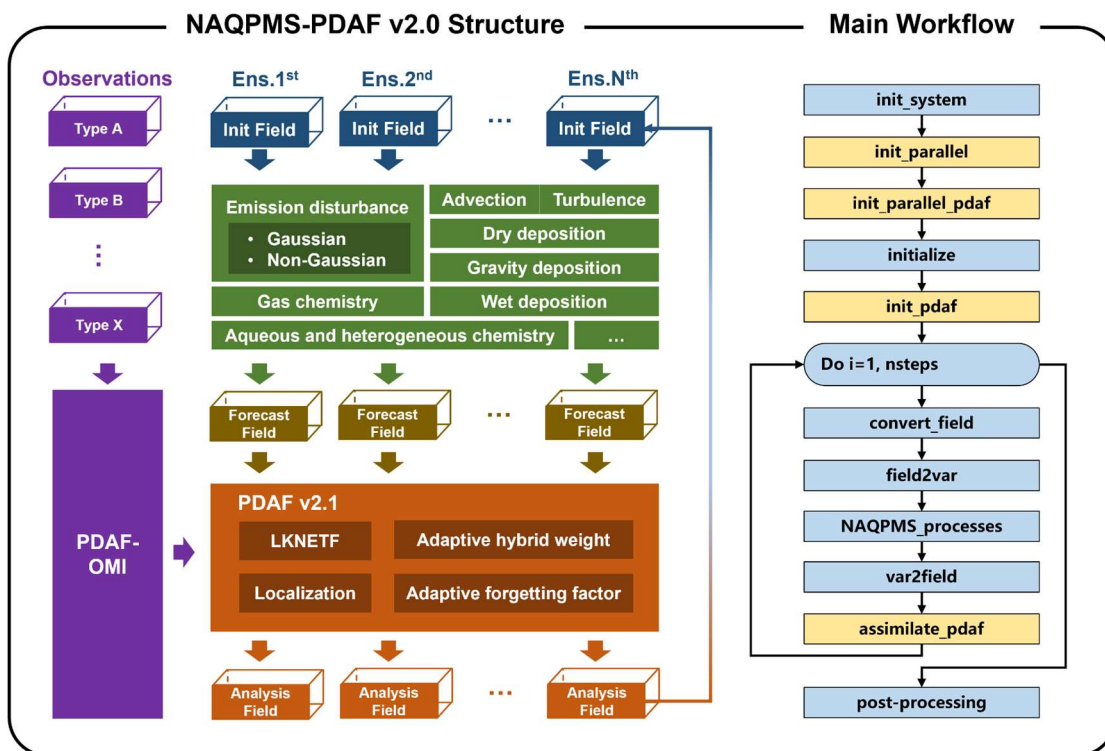 NAQPMS-PDAF v2.0 Structure
Main Workflow
Observations
Type A
Type B
⋮
Type X
PDAF-
OMI
Ens.1st
Ens.2nd
Ens.Nth
Init Field
Init Field
...
Init Field
Emission disturbance
• Gaussian
• Non-Gaussian
Advection
Turbulence
Dry deposition
Gravity deposition
Gas chemistry
Wet deposition
Aqueous and heterogeneous chemistry
...
Forecast
Field
Forecast
Field
...
Forecast
Field
PDAF v2.1
LKNETF
Adaptive hybrid weight
Localization
Adaptive forgetting factor
Analysis
Field
Analysis
Field
...
Analysis
Field
init_system
init_parallel
init_parallel_pdaf
initialize
init_pdaf
Do i=1, nsteps
convert_field
field2var
NAQPMS_processes
var2field
assimilate_pdaf
post-processing